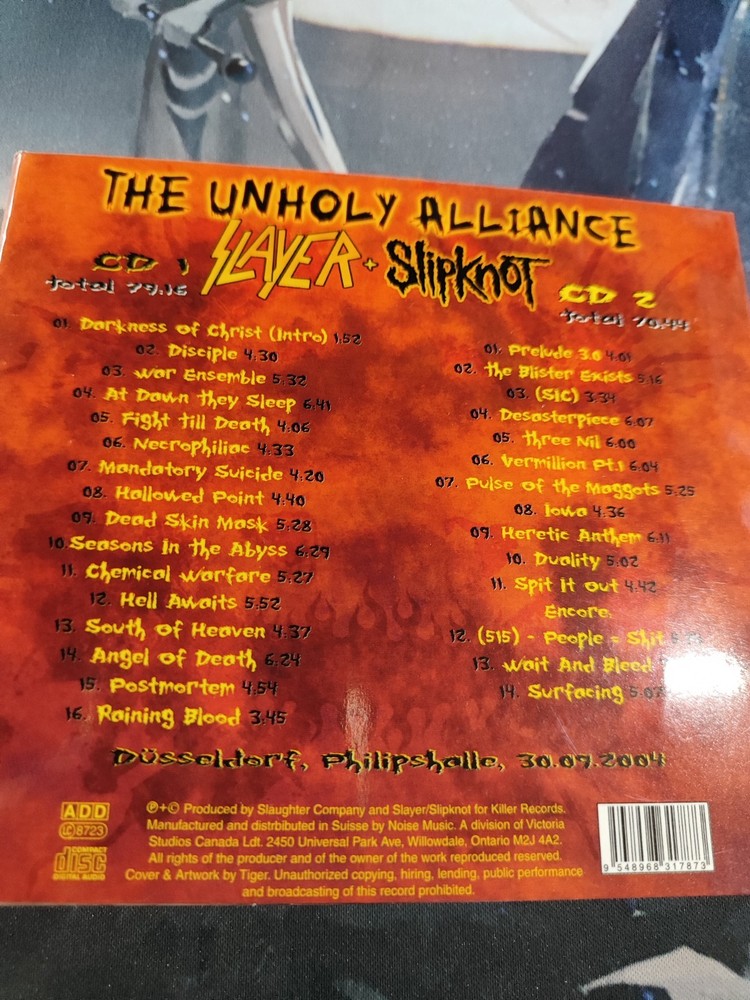 THE UNHOLY ALLIANCE
SLAYER + SLIPKNOT
CD 1
total 79.16
01. Darkness of Christ (Intro) 1:52
02. Disciple 4:30
03. War Ensemble 5:32
04. At Dawn they Sleep 6:41
05. Fight till Death 4:06
06. Necrophiliac 4:33
07. Mandatory Suicide 4:20
08. Hallowed Point 4:40
09. Dead Skin Mask 5:28
10. Seasons in the Abyss 6:29
11. Chemical Warfare 5:27
12. Hell Awaits 5:52
13. South of Heaven 4:37
14. Angel of Death 6:24
15. Postmortem 4:54
16. Raining Blood 3:45
CD 2
total 70.44
01. Prelude 3.0 4:01
02. the Blister Exists 5:16
03. (SIC) 3:34
04. Desasterpiece 6:07
05. three Nil 6:00
06. Vermillion Pt.1 6:04
07. Pulse of the Maggots 5:25
08. Iowa 4:36
09. Heretic Anthem 6:11
10. Duality 5:02
11. Spit It out 4:42
Encore.
12. (515) - People = Shit
13. Wait And Bleed
14. Surfacing 5:07
Düsseldorf, Philipshalle, 30.09.2004
ADD
LC 8723
COMPACT
disc
DIGITAL AUDIO
℗+© Produced by Slaughter Company and Slayer/Slipknot for Killer Records.
Manufactured and distrbibuted in Suisse by Noise Music. A division of Victoria
Studios Canada Ldt. 2450 Universal Park Ave, Willowdale, Ontario M2J 4A2.
All rights of the producer and of the owner of the work reproduced reserved.
Cover & Artwork by Tiger. Unauthorized copying, hiring, lending, public performance
and broadcasting of this record prohibited.
9 548968 317873